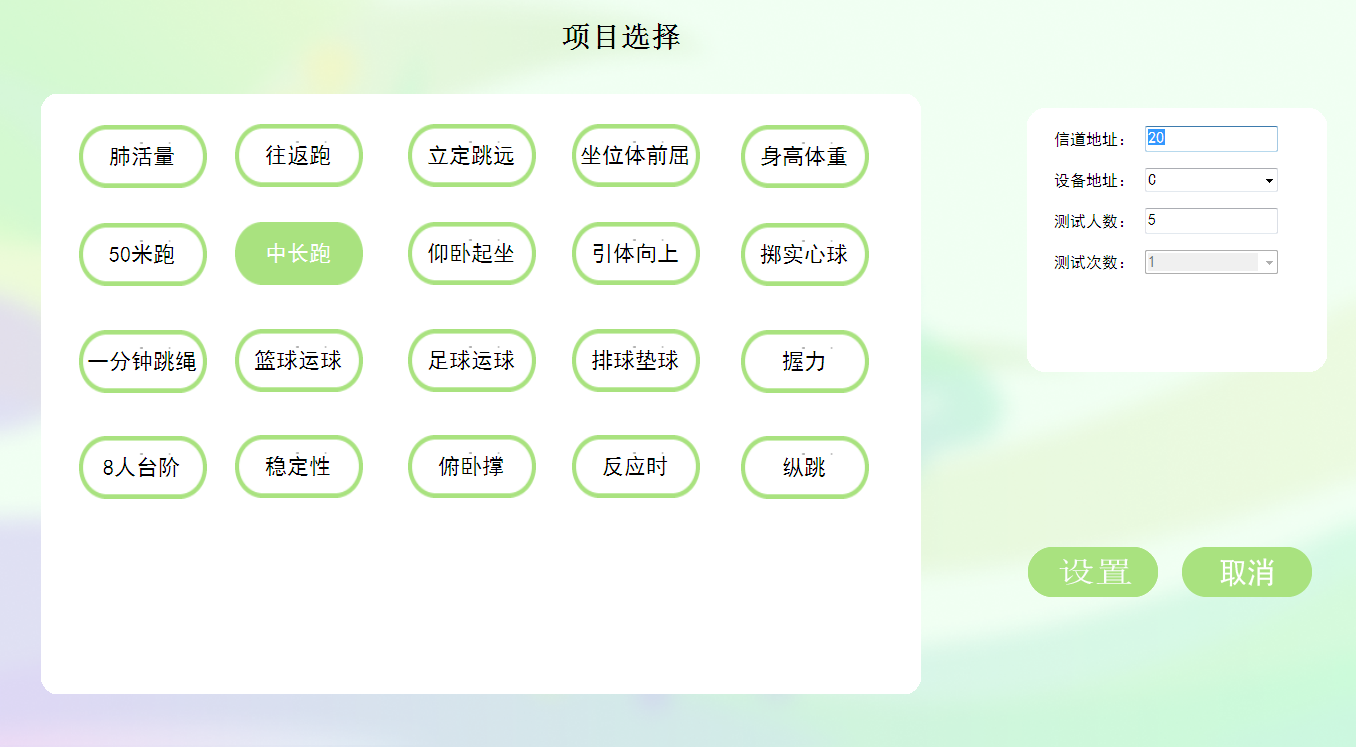 项目选择
肺活量 往返跑 立定跳远 坐位体前屈 身高体重
50米跑 中长跑 仰卧起坐 引体向上 掷实心球
一分钟跳绳 篮球运球 足球运球 排球垫球 握力
8人台阶 稳定性 俯卧撑 反应时 纵跳
信道地址： 20
设备地址： C
测试人数： 5
测试次数： 1
设置 取消